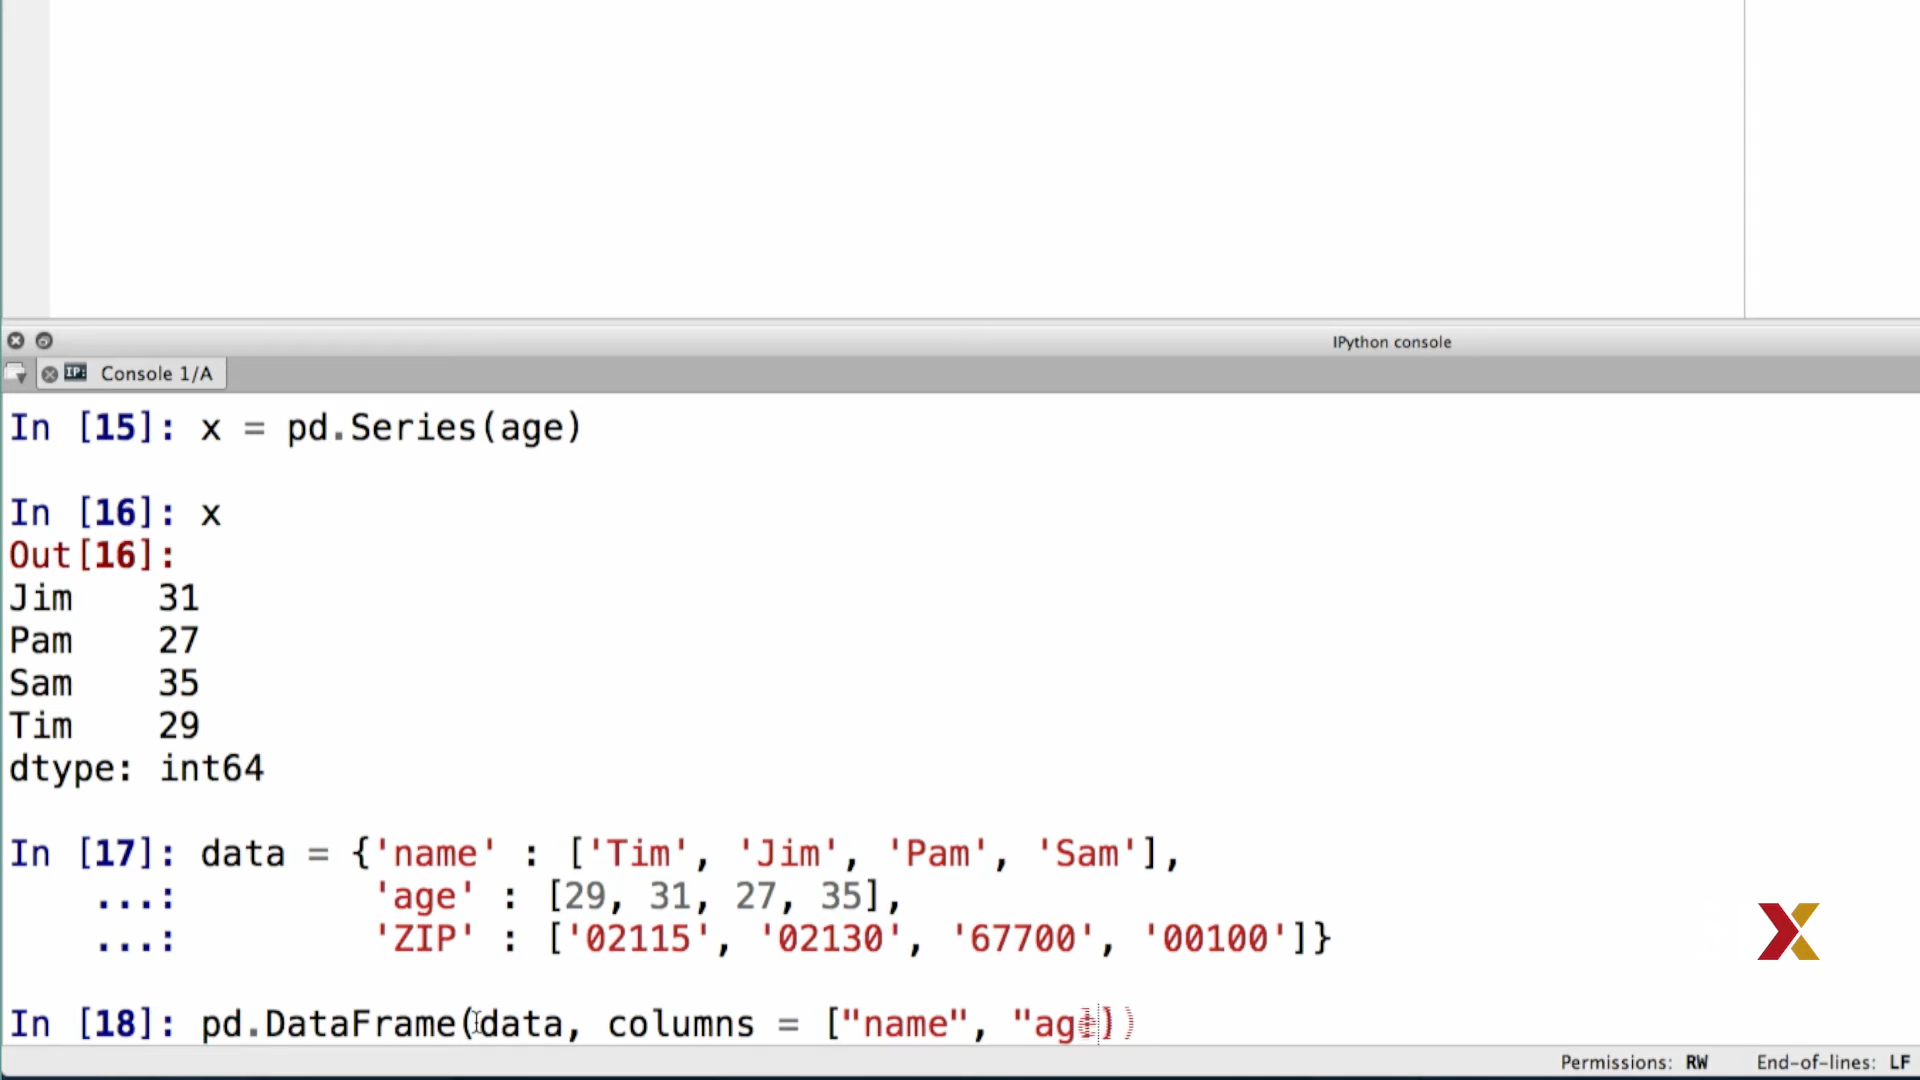 IPython console
IP: Console 1/A
In [15]: x = pd.Series(age)
In [16]: x
Out[16]:
Jim    31
Pam    27
Sam    35
Tim    29
dtype: int64
In [17]: data = {'name' : ['Tim', 'Jim', 'Pam', 'Sam'],
...:            'age' : [29, 31, 27, 35],
...:            'ZIP' : ['02115', '02130', '67700', '00100']}
In [18]: pd.DataFrame(data, columns = ["name", "age])
Permissions: RW    End-of-lines: LF